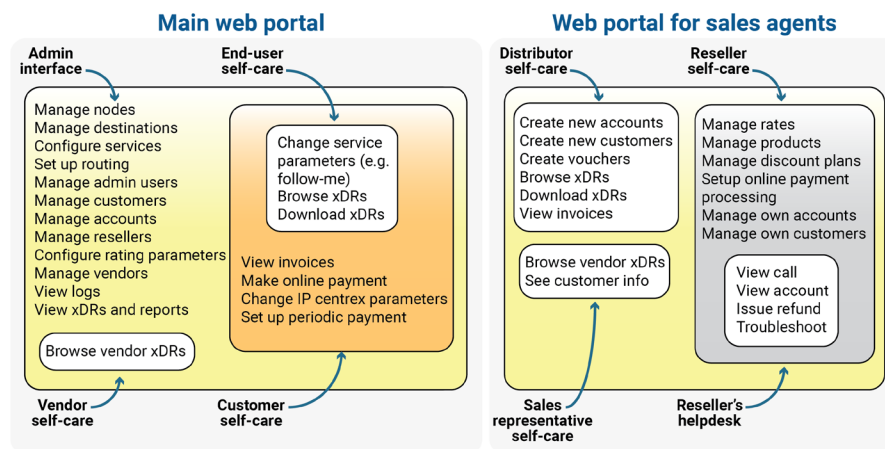 Main web portal
Admin
interface
End-user
self-care
Manage nodes
Manage destinations
Configure services
Set up routing
Manage admin users
Manage customers
Manage accounts
Manage resellers
Configure rating parameters
Manage vendors
View logs
View xDRs and reports
Browse vendor xDRs
Change service
parameters (e.g.
follow-me)
Browse xDRs
Download xDRs
View invoices
Make online payment
Change IP centrex parameters
Set up periodic payment
Vendor
self-care
Customer
self-care
Web portal for sales agents
Distributor
self-care
Reseller
self-care
Create new accounts
Create new customers
Create vouchers
Browse xDRs
Download xDRs
View invoices
Browse vendor xDRs
See customer info
Manage rates
Manage products
Manage discount plans
Setup online payment
processing
Manage own accounts
Manage own customers
View call
View account
Issue refund
Troubleshoot
Sales
representative
self-care
Reseller's
helpdesk